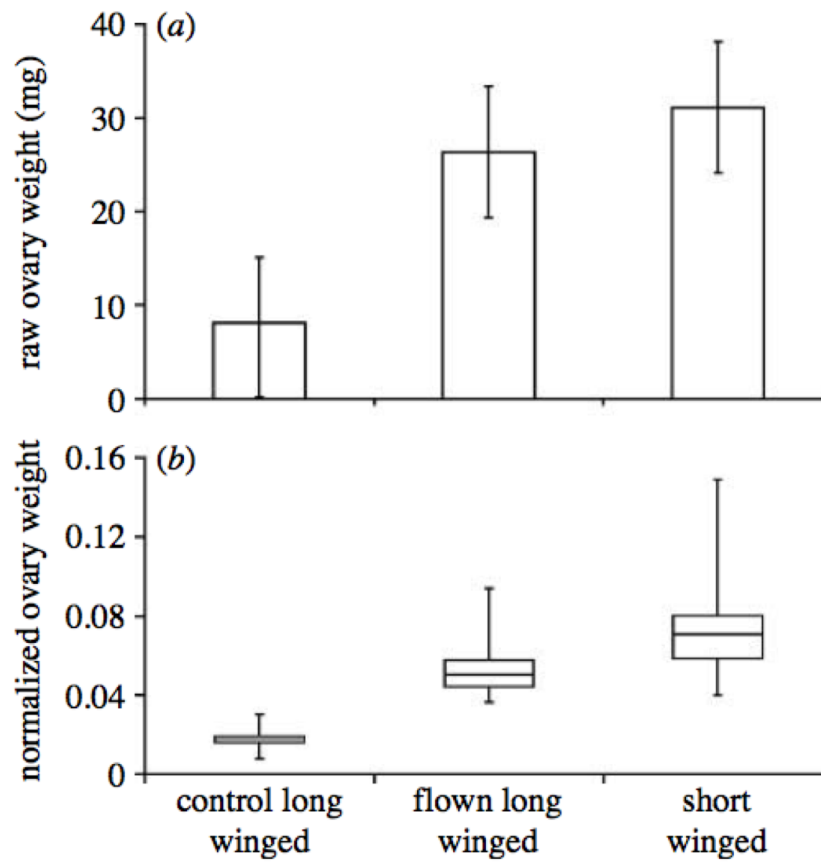 (a)
raw ovary weight (mg)
40
30
20
10
0
(b)
normalized ovary weight
0.16
0.12
0.08
0.04
0
control long
winged
flown long
winged
short
winged